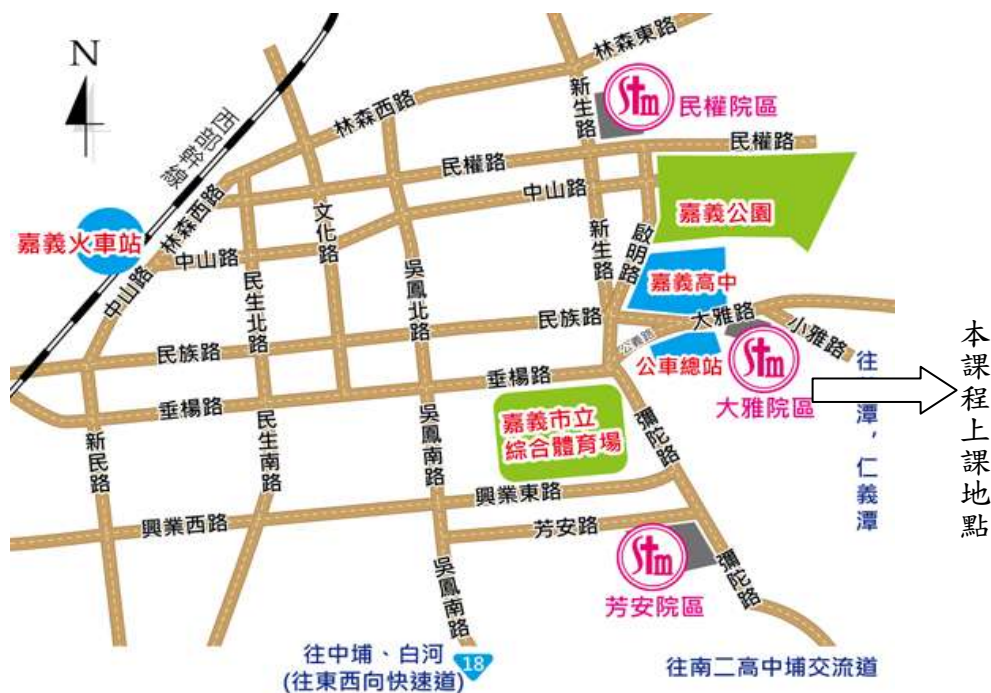 N
西部幹線
林森東路
新生路
Stm
民權院區
林森西路
民權路
民權路
中山路
嘉義公園
林森西路
文化路
嘉義火車站
中山路
新生路
啟明路
嘉義高中
中山路
民生北路
吳鳳北路
民族路
大雅路
小雅路
公義路
民族路
公車總站
Stm
大雅院區
垂楊路
垂楊路
嘉義市立
綜合體育場
彌陀路
新民路
民生南路
吳鳳南路
興業東路
興業西路
芳安路
Stm
芳安院區
彌陀路
吳鳳南路
往中埔、白河
(往東西向快速道)
18
往南二高中埔交流道
潭,仁義潭
本課程上課地點